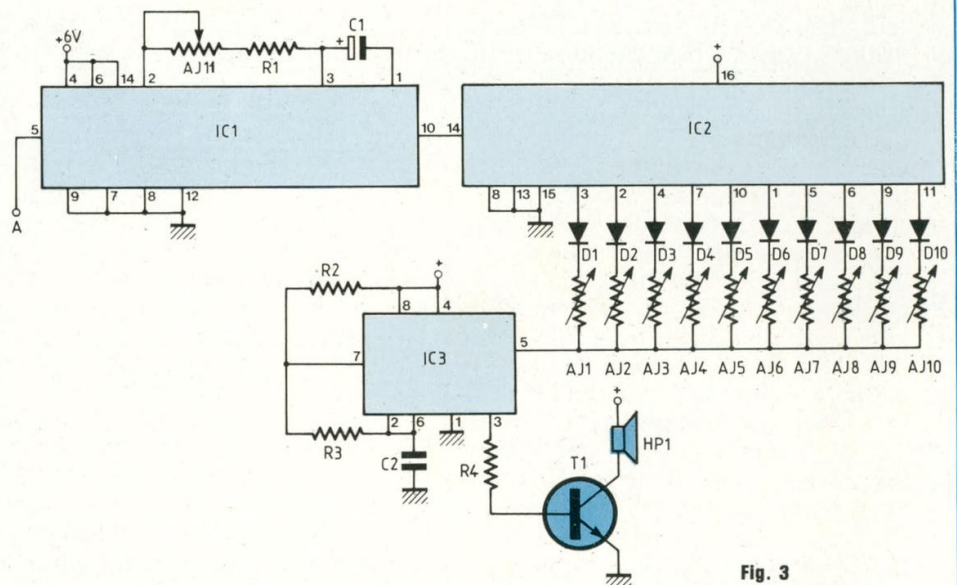 C1
+6V
+
4 6 14 2 AJ11 R1 3 1
+
16
5 IC1 10 14 IC2
9 7 8 12
8 13 15 3 2 4 7 10 1 5 6 9 11
A
D1 D2 D3 D4 D5 D6 D7 D8 D9 D10
R2 +
8 4
7 IC3 5
AJ1 AJ2 AJ3 AJ4 AJ5 AJ6 AJ7 AJ8 AJ9 AJ10
2 6 1 3
+
R3 C2 R4 T1 HP1
Fig. 3